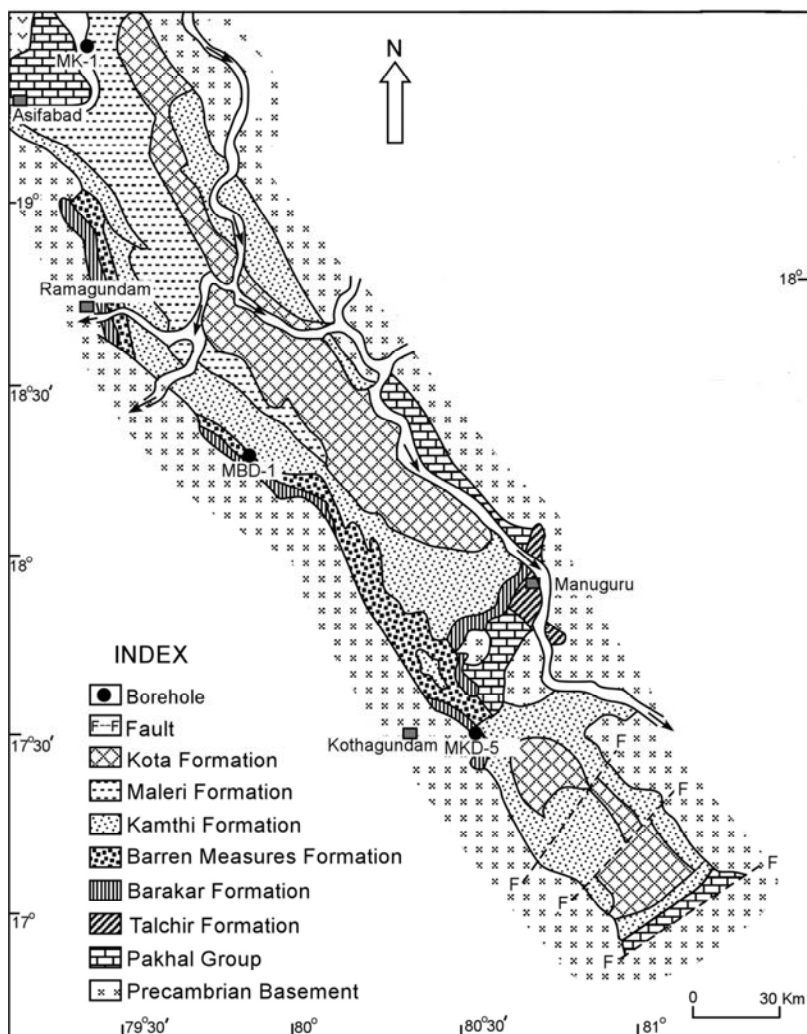 MK-1
N
Asifabad
19°
Ramagundam
18°
18°30′
MBD-1
18°
Manuguru
INDEX
Borehole
F--F Fault
Kota Formation
Maleri Formation
Kamthi Formation
Barren Measures Formation
Barakar Formation
Talchir Formation
Pakhal Group
Precambrian Basement
17°30′
Kothagundam
MKD-5
F
F
F
F
F
F
17°
0 30 Km
79°30′
80°
80°30′
81°